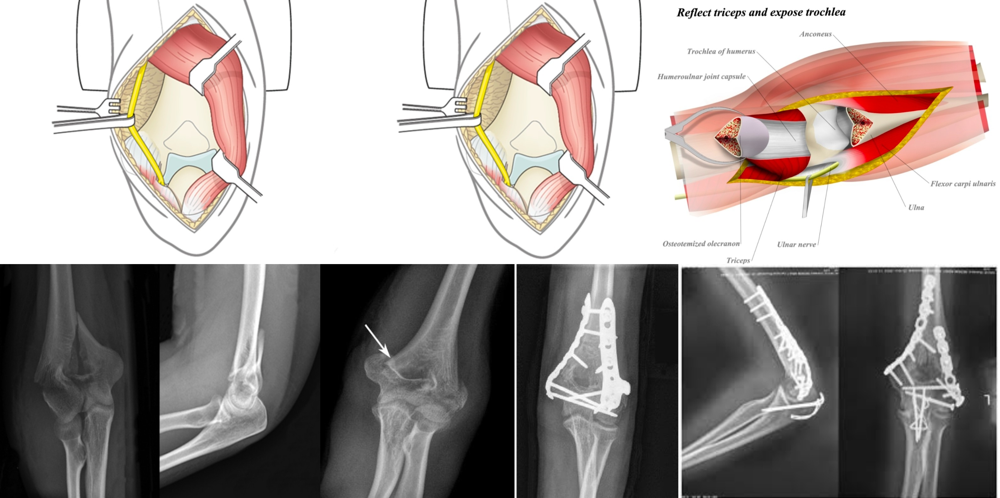 Reflect triceps and expose trochlea
Anconeus
Trochlea of humerus
Humeroulnar joint capsule
Flexor carpi ulnaris
Ulna
Osteotemized olecranon
Ulnar nerve
Triceps